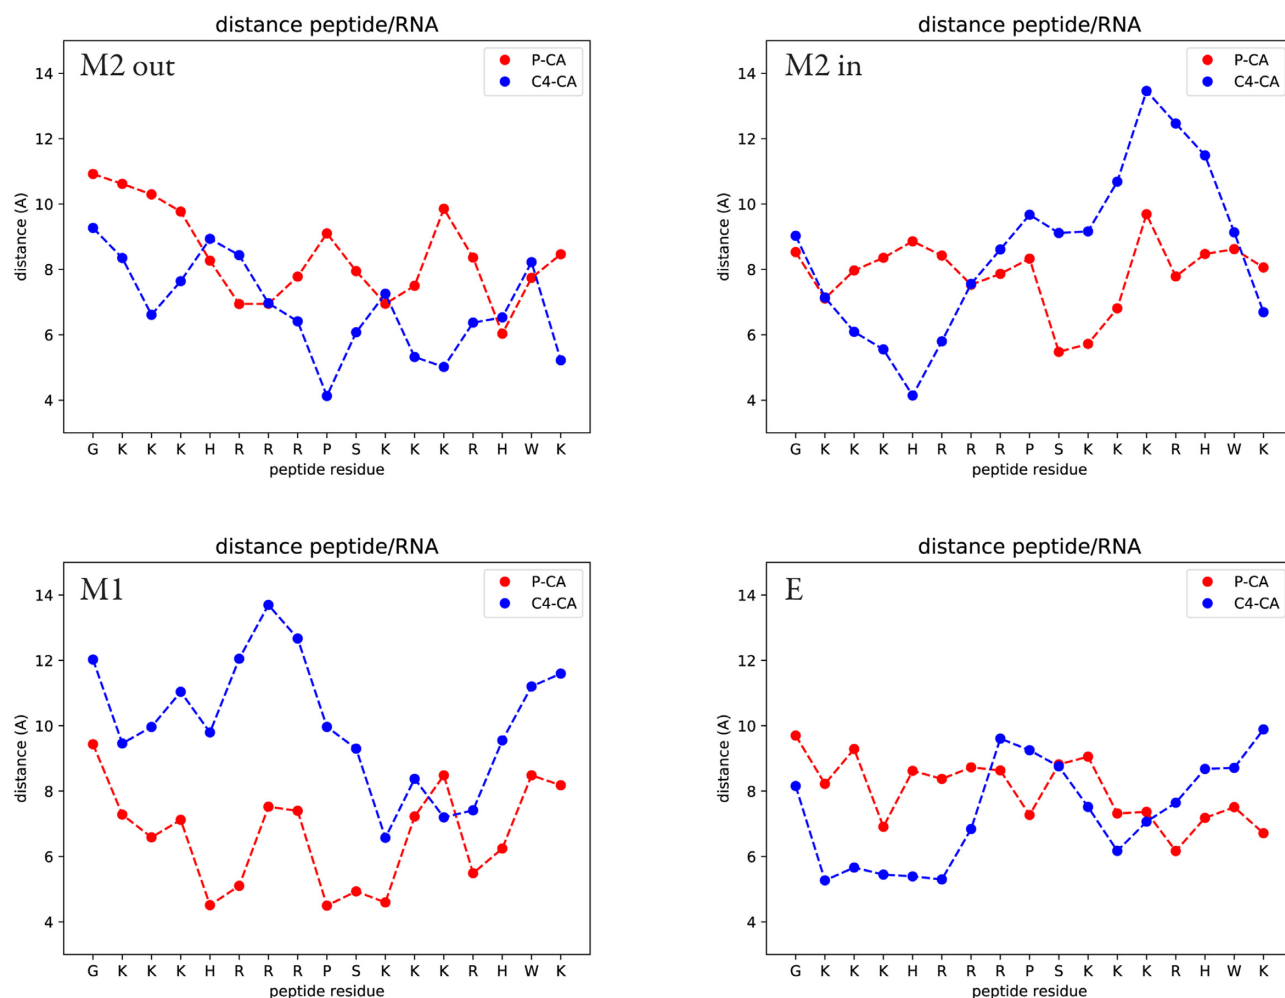 distance peptide/RNA
M2 out
P-CA
C4-CA
14
12
10
8
6
4
distance (A)
G K K K H R R R P S K K K R H W K
peptide residue
distance peptide/RNA
M2 in
P-CA
C4-CA
14
12
10
8
6
4
distance (A)
G K K K H R R R P S K K K R H W K
peptide residue
distance peptide/RNA
M1
P-CA
C4-CA
14
12
10
8
6
4
distance (A)
G K K K H R R R P S K K K R H W K
peptide residue
distance peptide/RNA
E
P-CA
C4-CA
14
12
10
8
6
4
distance (A)
G K K K H R R R P S K K K R H W K
peptide residue